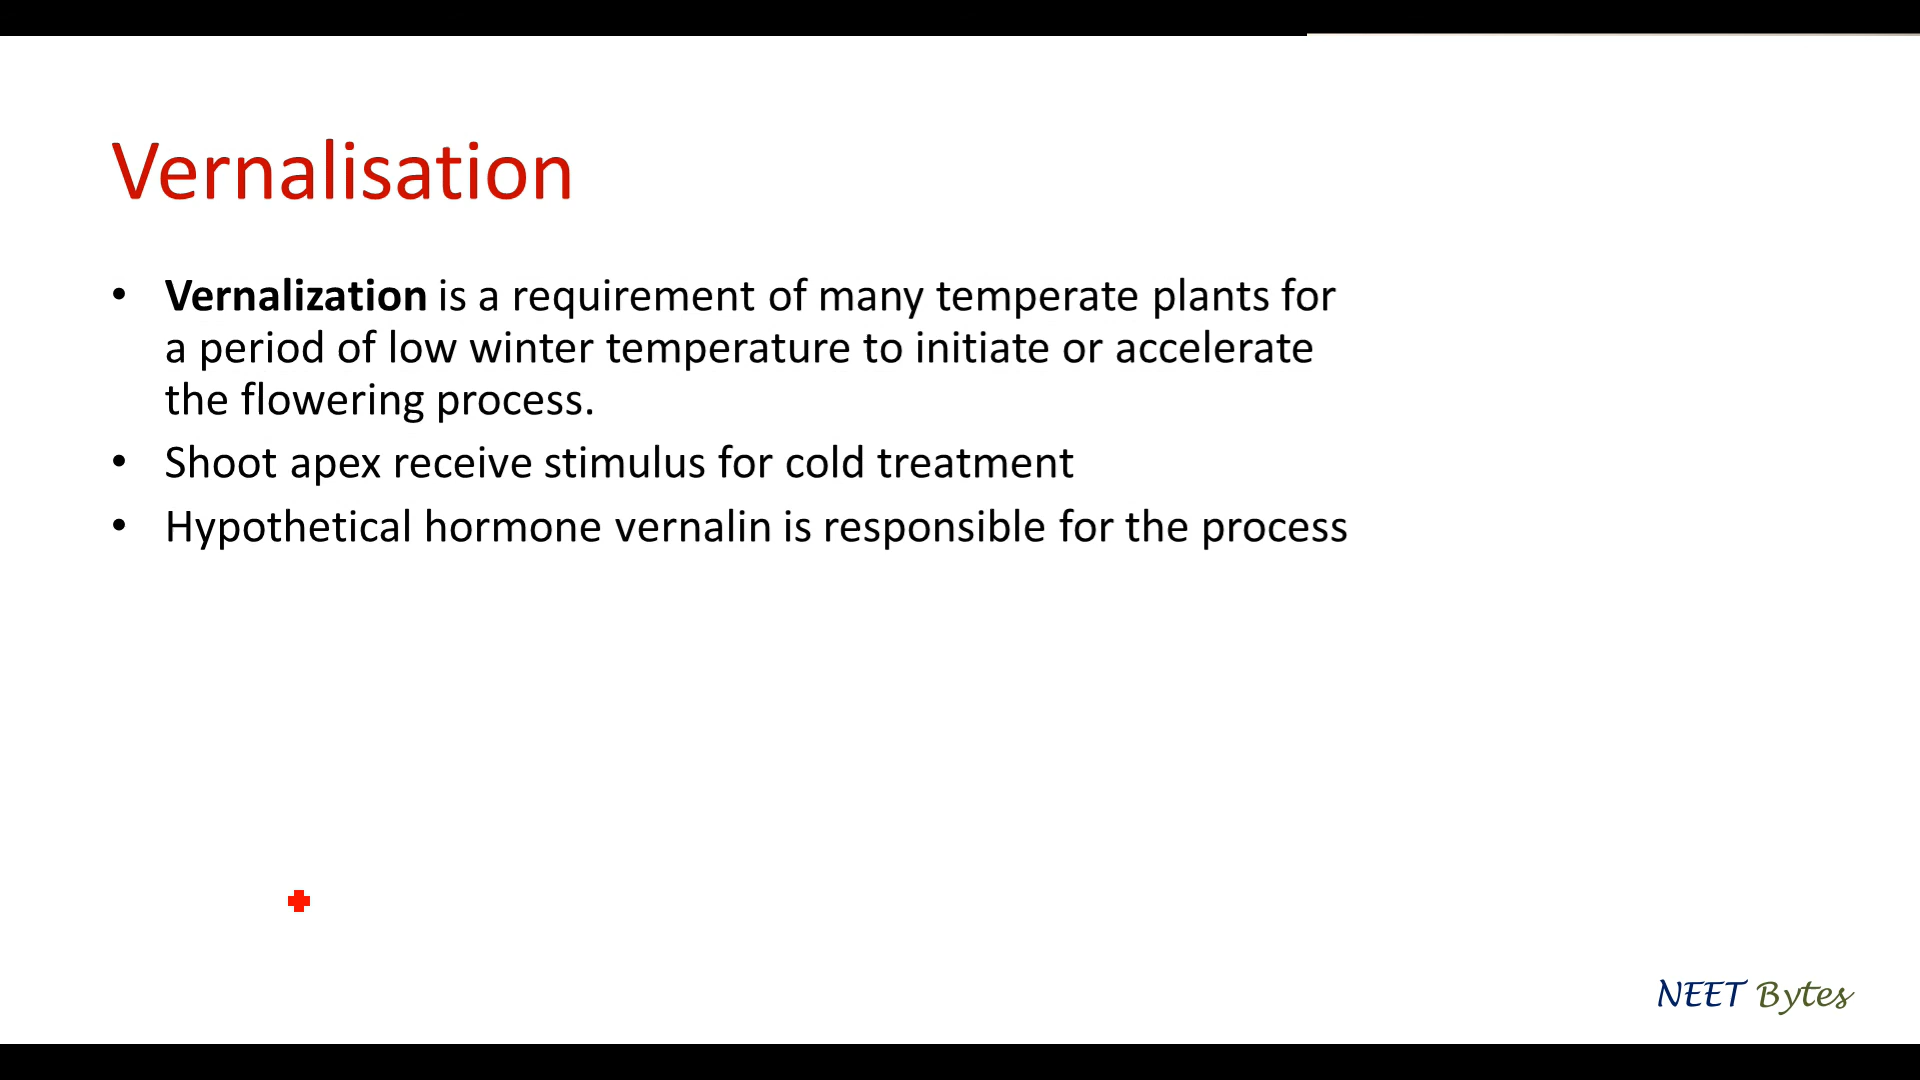 Vernalisation
• Vernalization is a requirement of many temperate plants for
a period of low winter temperature to initiate or accelerate
the flowering process.
• Shoot apex receive stimulus for cold treatment
• Hypothetical hormone vernalin is responsible for the process
NEET Bytes